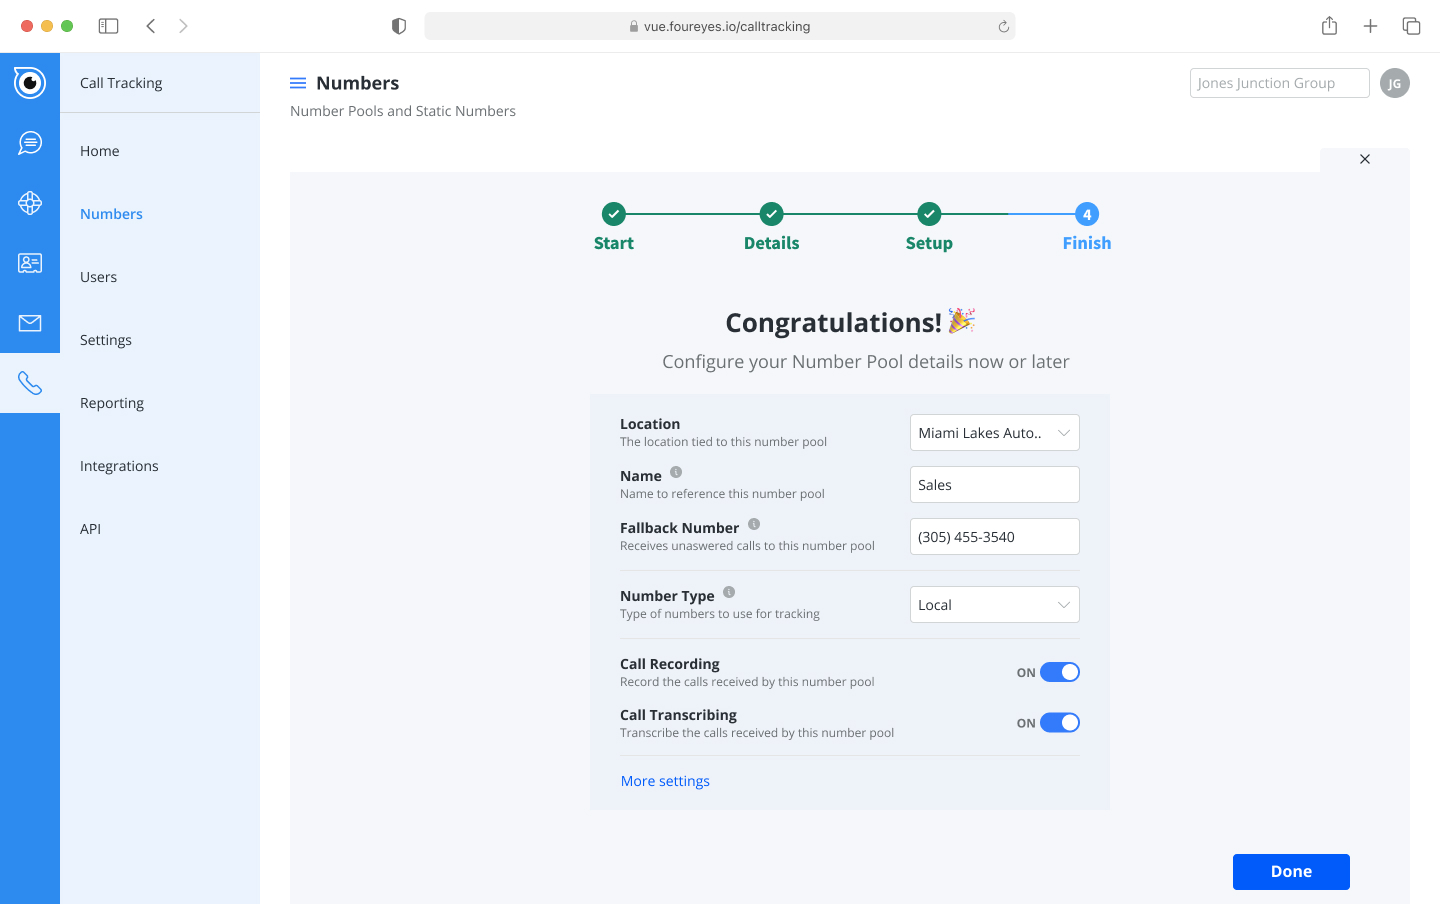 vue.foureyes.io/calltracking
Call Tracking
Home
Numbers
Users
Settings
Reporting
Integrations
API
Numbers
Number Pools and Static Numbers
Jones Junction Group
JG
4
Start
Details
Setup
Finish
Congratulations! 🎉
Configure your Number Pool details now or later
Location
The location tied to this number pool
Miami Lakes Auto..
Name
Name to reference this number pool
Sales
Fallback Number
Receives unaswered calls to this number pool
(305) 455-3540
Number Type
Type of numbers to use for tracking
Local
Call Recording
Record the calls received by this number pool
ON
Call Transcribing
Transcribe the calls received by this number pool
ON
More settings
Done